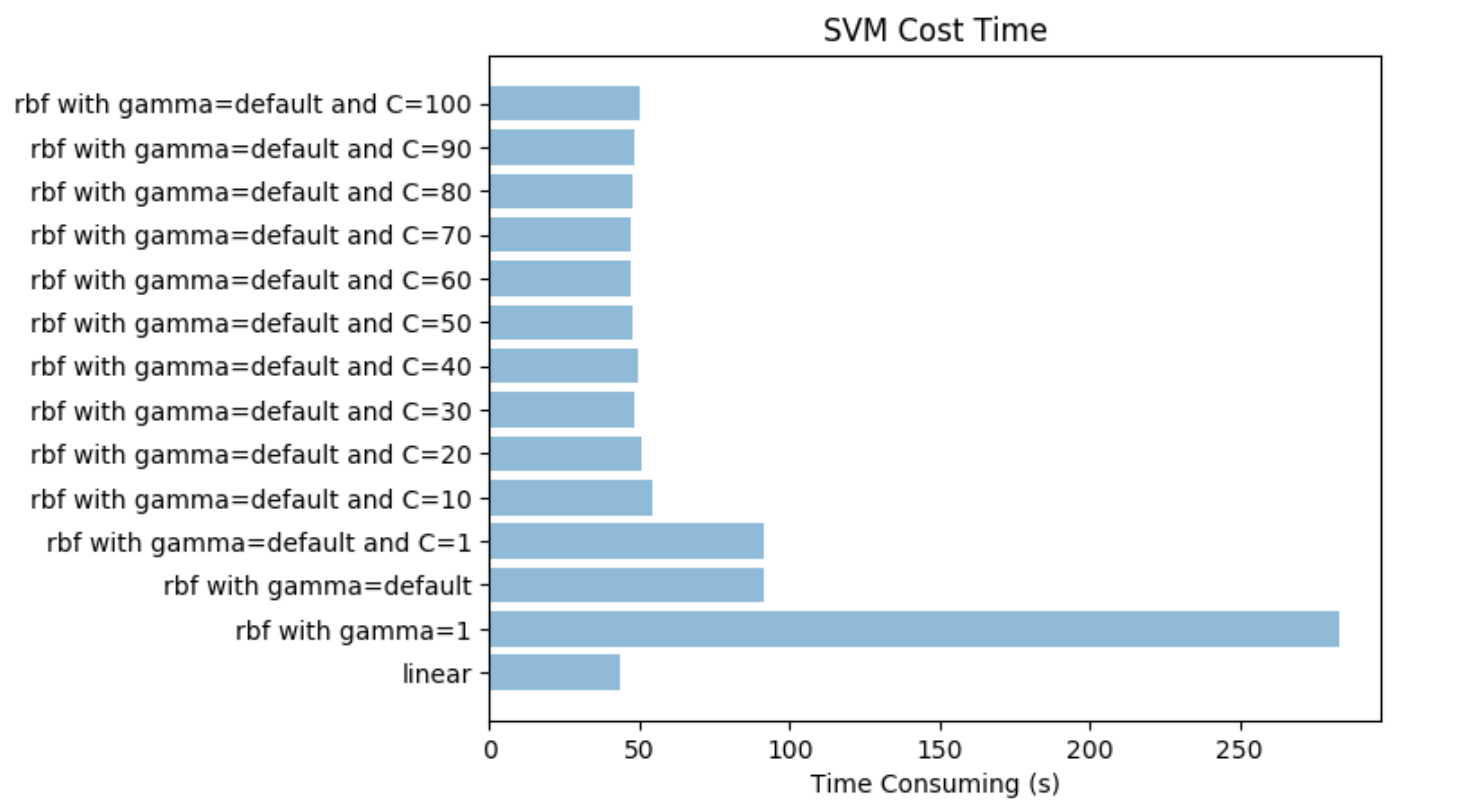 SVM Cost Time
rbf with gamma=default and C=100
rbf with gamma=default and C=90
rbf with gamma=default and C=80
rbf with gamma=default and C=70
rbf with gamma=default and C=60
rbf with gamma=default and C=50
rbf with gamma=default and C=40
rbf with gamma=default and C=30
rbf with gamma=default and C=20
rbf with gamma=default and C=10
rbf with gamma=default and C=1
rbf with gamma=default
rbf with gamma=1
linear
0 50 100 150 200 250
Time Consuming (s)